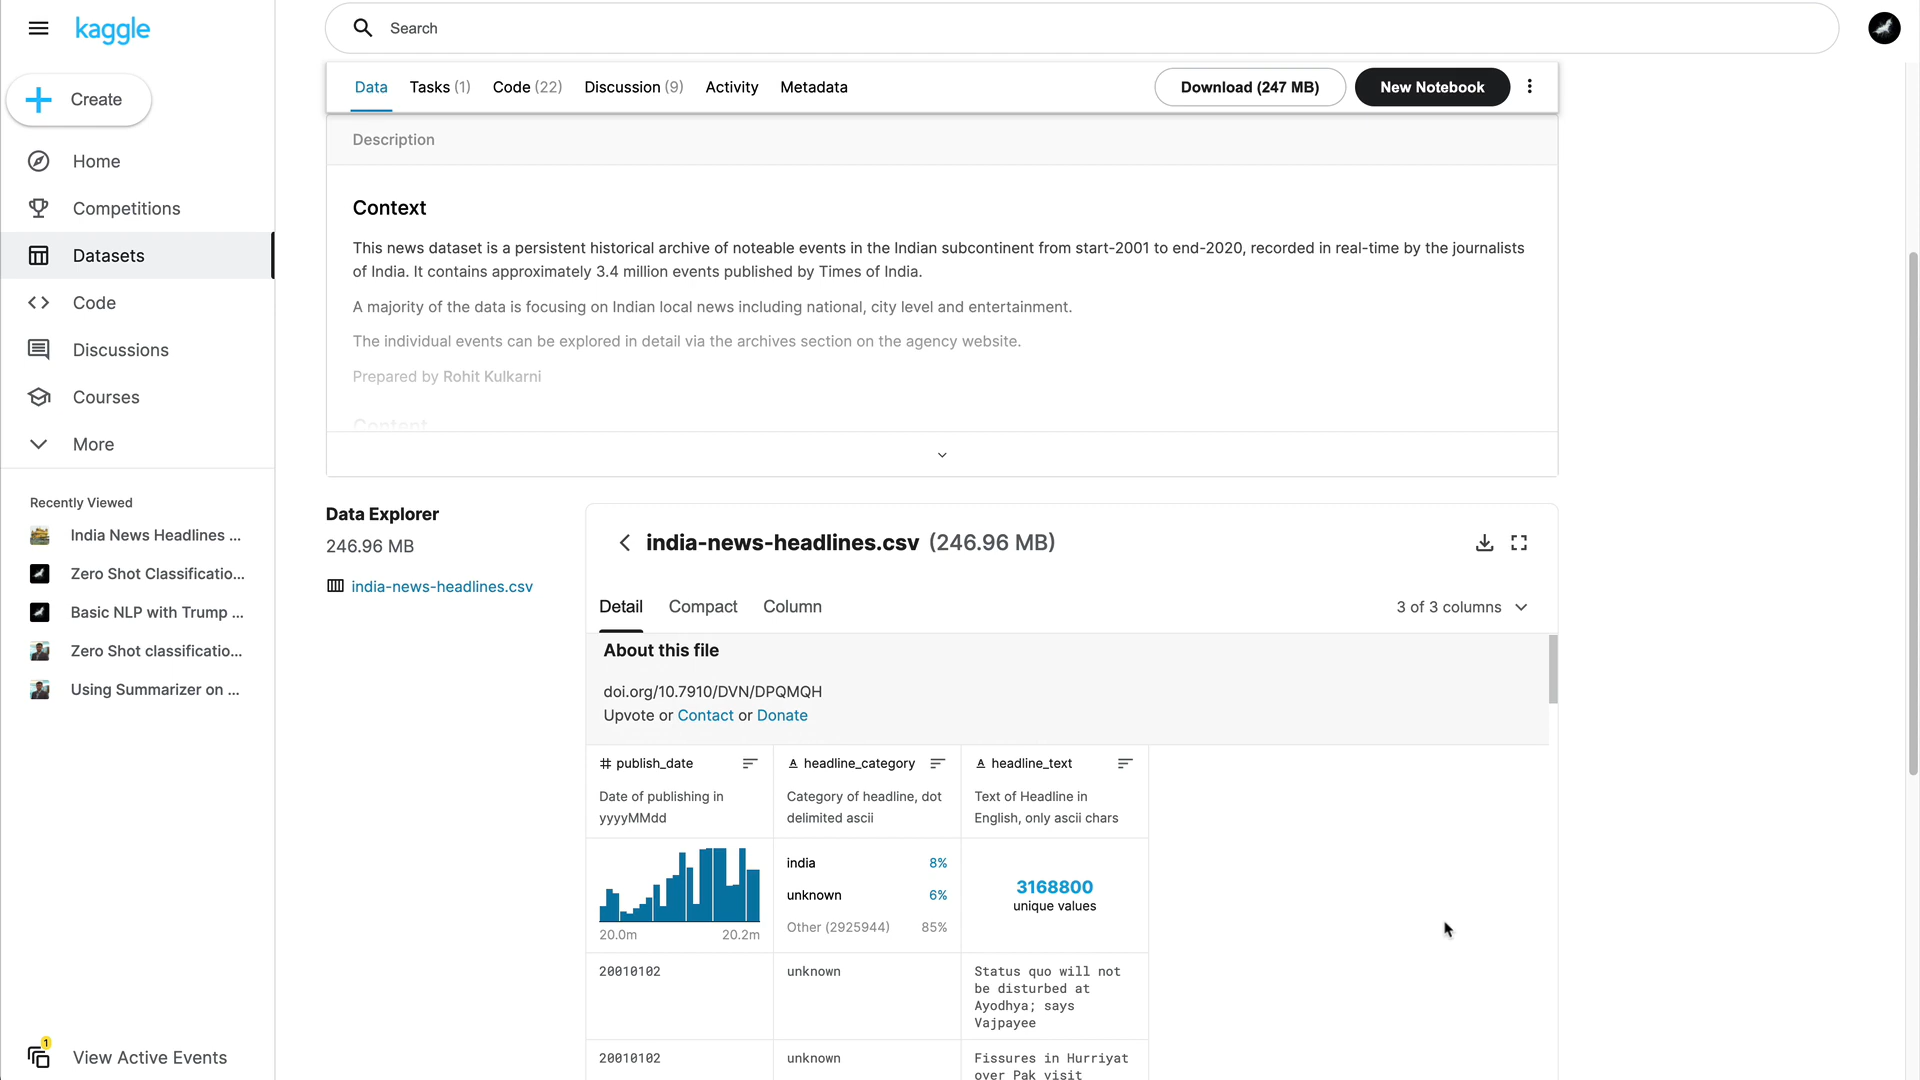 kaggle
Search
Create
Home
Competitions
Datasets
Code
Discussions
Courses
More
Recently Viewed
India News Headlines ...
Zero Shot Classificatio...
Basic NLP with Trump ...
Zero Shot classificatio...
Using Summarizer on ...
1
View Active Events
Data Tasks (1) Code (22) Discussion (9) Activity Metadata
Download (247 MB)
New Notebook
Description
Context
This news dataset is a persistent historical archive of noteable events in the Indian subcontinent from start-2001 to end-2020, recorded in real-time by the journalists
of India. It contains approximately 3.4 million events published by Times of India.
A majority of the data is focusing on Indian local news including national, city level and entertainment.
The individual events can be explored in detail via the archives section on the agency website.
Prepared by Rohit Kulkarni
Content
Data Explorer
246.96 MB
india-news-headlines.csv
india-news-headlines.csv (246.96 MB)
Detail Compact Column
3 of 3 columns
About this file
doi.org/10.7910/DVN/DPQMQH
Upvote or Contact or Donate
# publish_date
Date of publishing in
yyyyMMdd
20.0m 20.2m
A headline_category
Category of headline, dot
delimited ascii
india 8%
unknown 6%
Other (2925944) 85%
A headline_text
Text of Headline in
English, only ascii chars
3168800
unique values
20010102
unknown
Status quo will not
be disturbed at
Ayodhya; says
Vajpayee
20010102
unknown
Fissures in Hurriyat
over Pak visit